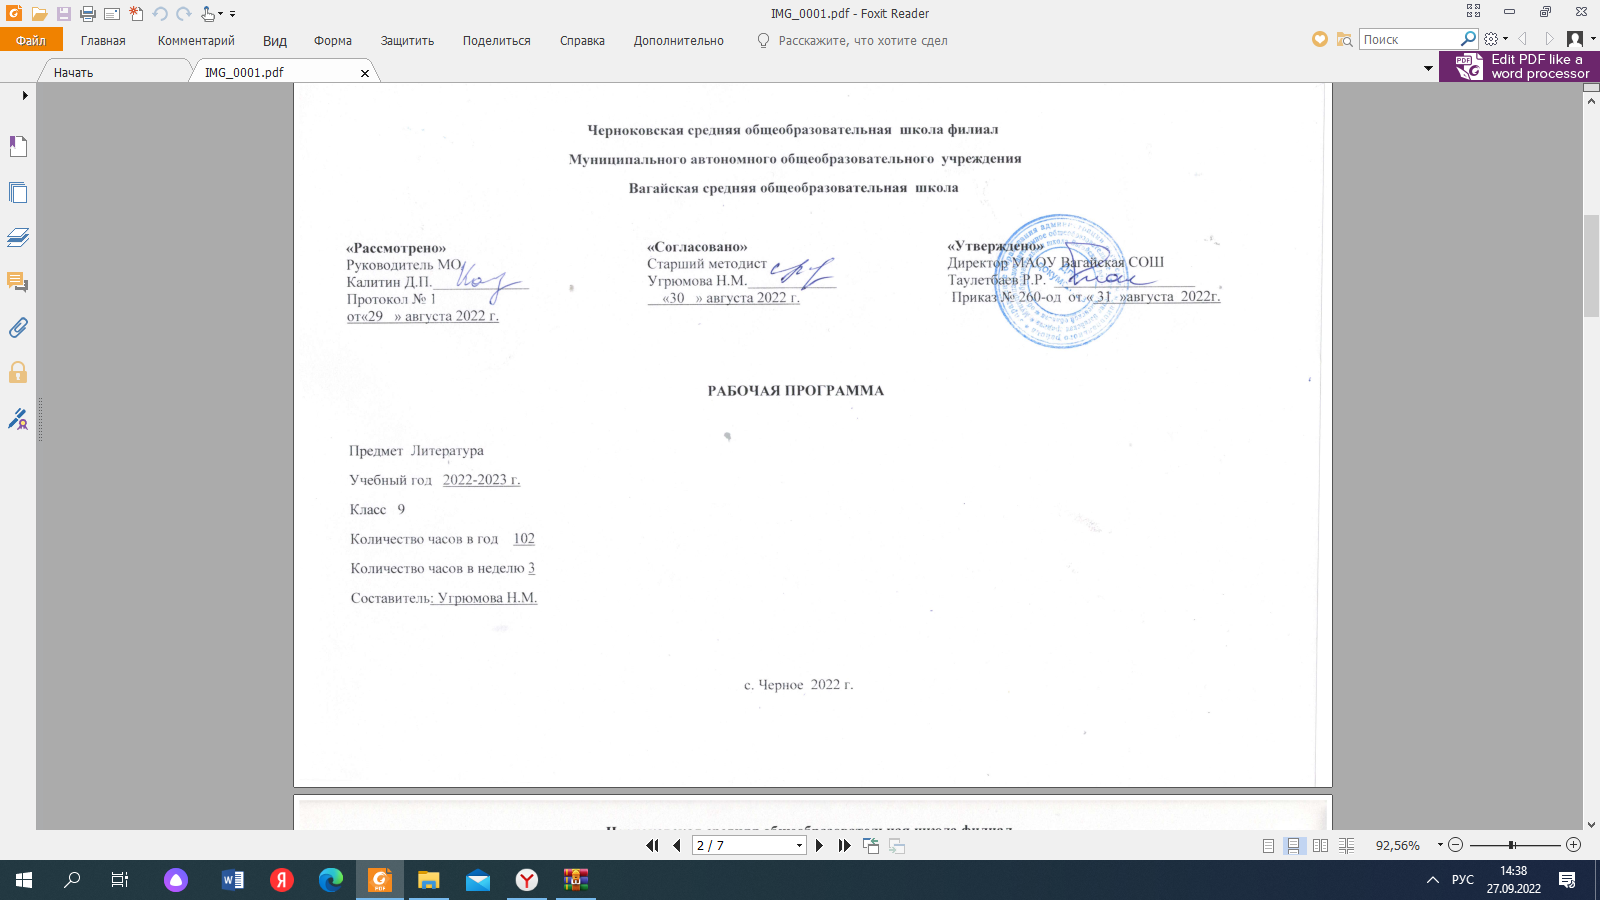 IMG_0001.pdf - Foxit Reader
Файл Главная Комментарий Вид Форма Защитить Поделиться Справка Дополнительно Расскажите, что хотите сдел Поиск
Начать IMG_0001.pdf
Edit PDF like a
word processor
Черноковская средняя общеобразовательная школа филиал
Муниципального автономного общеобразовательного учреждения
Вагайская средняя общеобразовательная школа
«Рассмотрено»
Руководитель МО
Калитин Д.П.
Протокол № 1
от«29 » августа 2022 г.
«Согласовано»
Старший методист
Угрюмова Н.М.
«30 » августа 2022 г.
«Утверждено»
Директор МАОУ Вагайская СОШ
Таулетбаев Р.Р.
Приказ № 260-од от « 31 »августа 2022г.
РАБОЧАЯ ПРОГРАММА
Предмет Литература
Учебный год 2022-2023 г.
Класс 9
Количество часов в год 102
Количество часов в неделю 3
Составитель: Угрюмова Н.М.
с. Черное 2022 г.
2 / 7
92,56%
РУС
14:38
27.09.2022